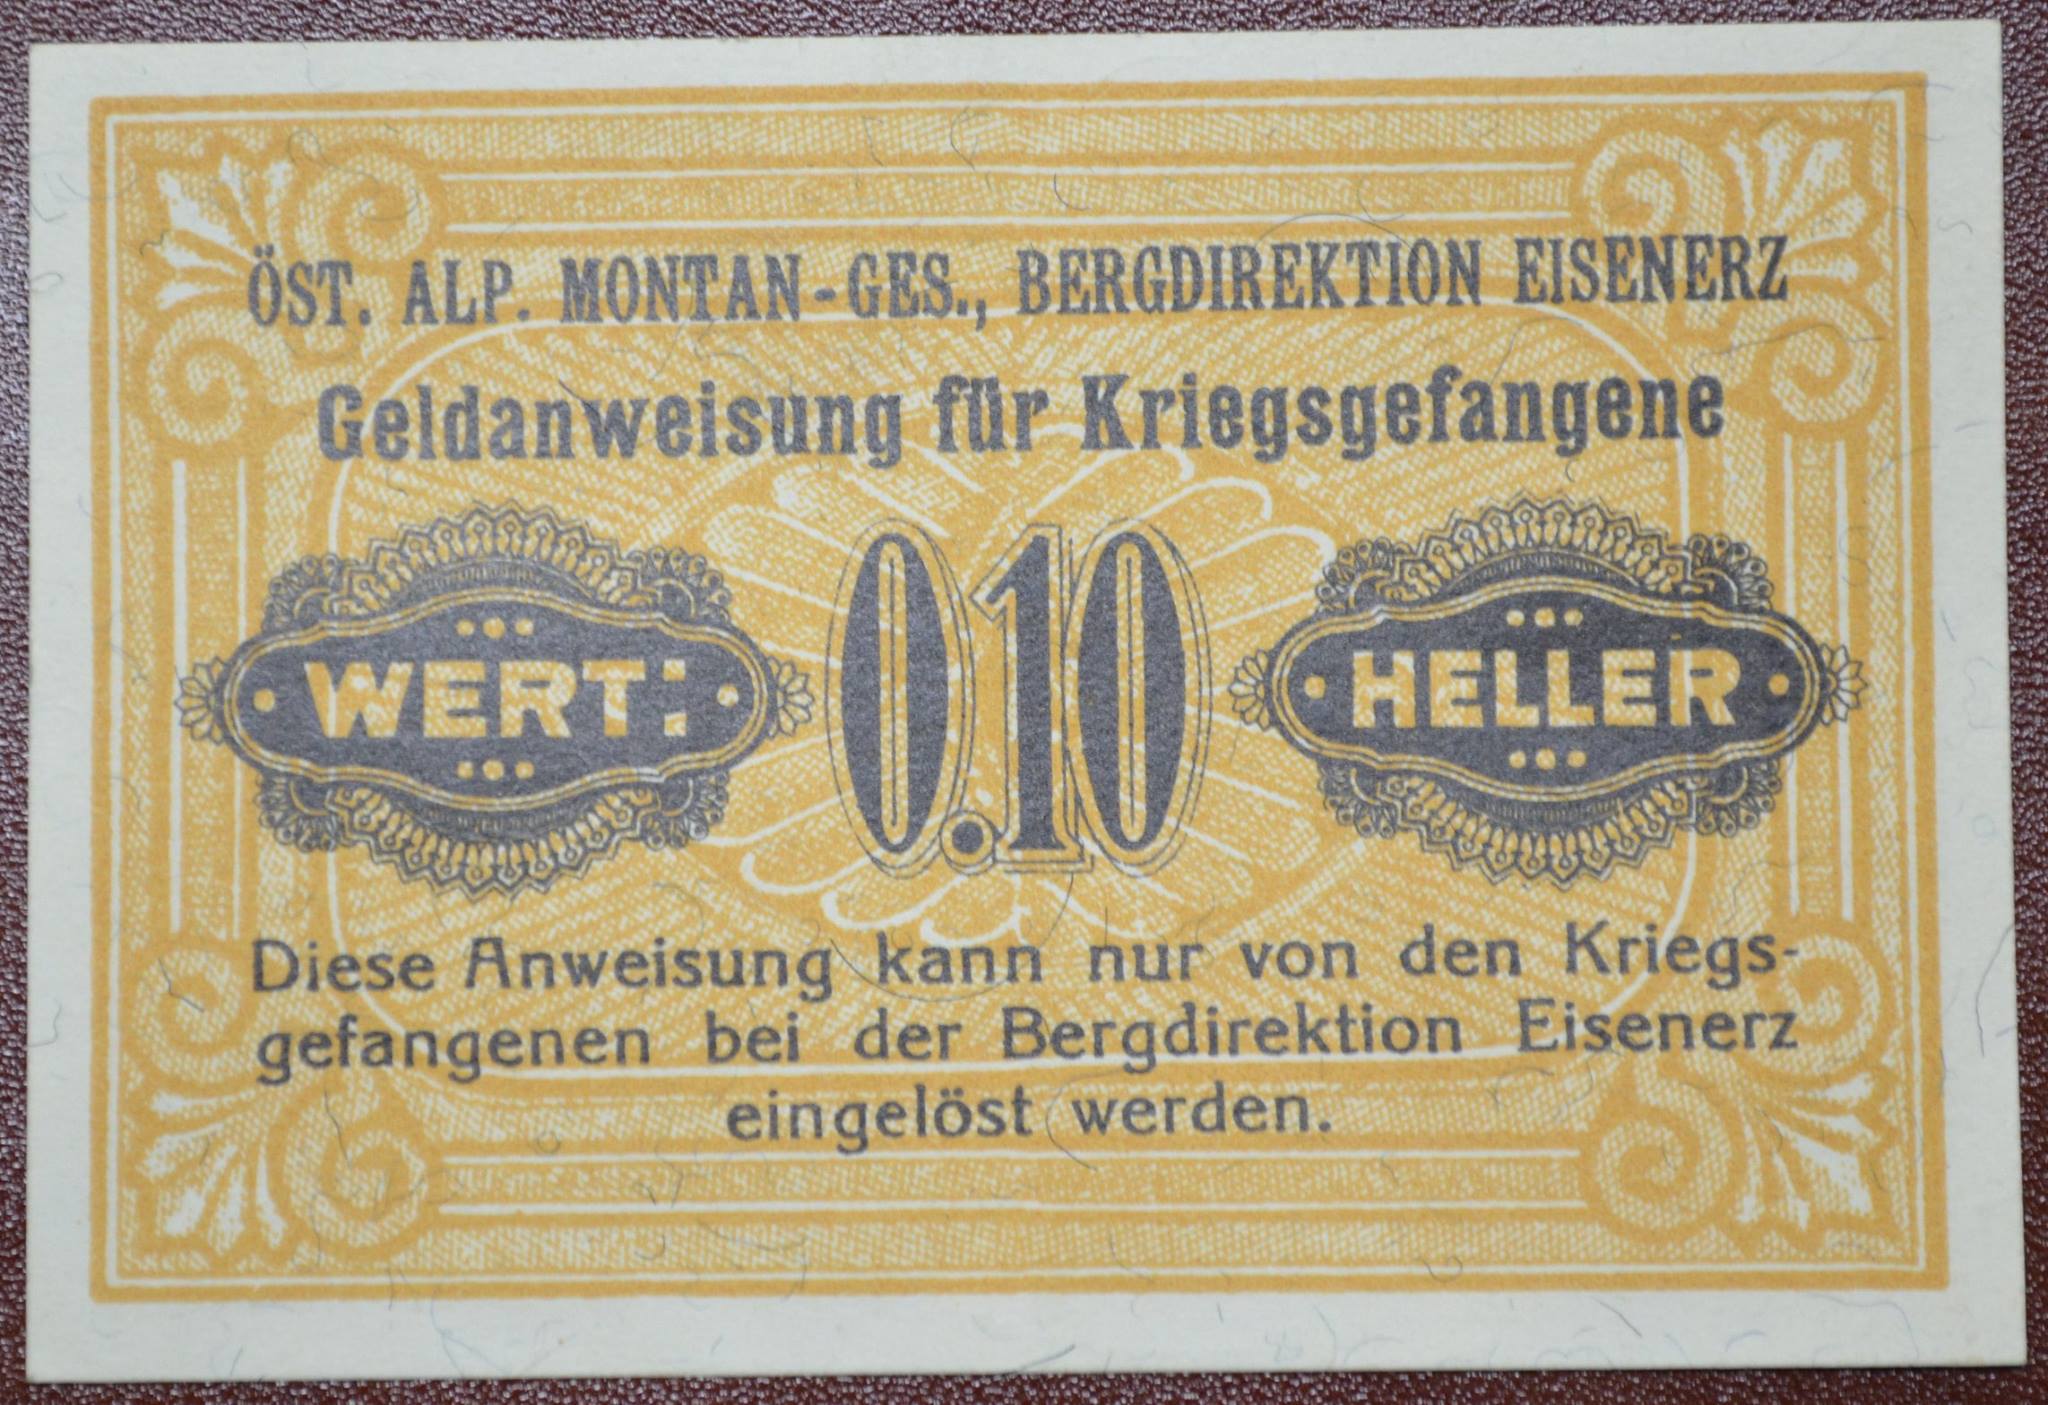 ÖST. ALP. MONTAN-GES., BERGDIREKTION EISENERZ
Geldanweisung für Kriegsgefangene
WERT: 0.10 HELLER
Diese Anweisung kann nur von den Kriegs-
gefangenen bei der Bergdirektion Eisenerz
eingelöst werden.